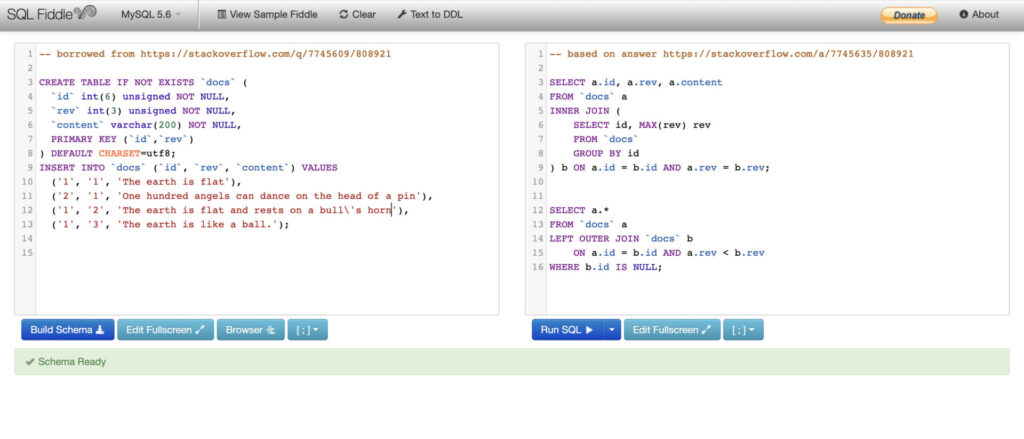 SQL Fiddle MySQL 5.6 View Sample Fiddle Clear Text to DDL Donate About
1 -- borrowed from https://stackoverflow.com/q/7745609/808921
2
3 CREATE TABLE IF NOT EXISTS `docs` (
4   `id` int(6) unsigned NOT NULL,
5   `rev` int(3) unsigned NOT NULL,
6   `content` varchar(200) NOT NULL,
7   PRIMARY KEY (`id`,`rev`)
8 ) DEFAULT CHARSET=utf8;
9 INSERT INTO `docs` (`id`, `rev`, `content`) VALUES
10   ('1', '1', 'The earth is flat'),
11   ('2', '1', 'One hundred angels can dance on the head of a pin'),
12   ('1', '2', 'The earth is flat and rests on a bull\'s horn'),
13   ('1', '3', 'The earth is like a ball.');
14
15
Build Schema Edit Fullscreen Browser [ ; ]
1 -- based on answer https://stackoverflow.com/a/7745635/808921
2
3 SELECT a.id, a.rev, a.content
4 FROM `docs` a
5 INNER JOIN (
6     SELECT id, MAX(rev) rev
7     FROM `docs`
8     GROUP BY id
9 ) b ON a.id = b.id AND a.rev = b.rev;
10
11
12 SELECT a.*
13 FROM `docs` a
14 LEFT OUTER JOIN `docs` b
15     ON a.id = b.id AND a.rev < b.rev
16 WHERE b.id IS NULL;
Run SQL Edit Fullscreen [ ; ]
Schema Ready